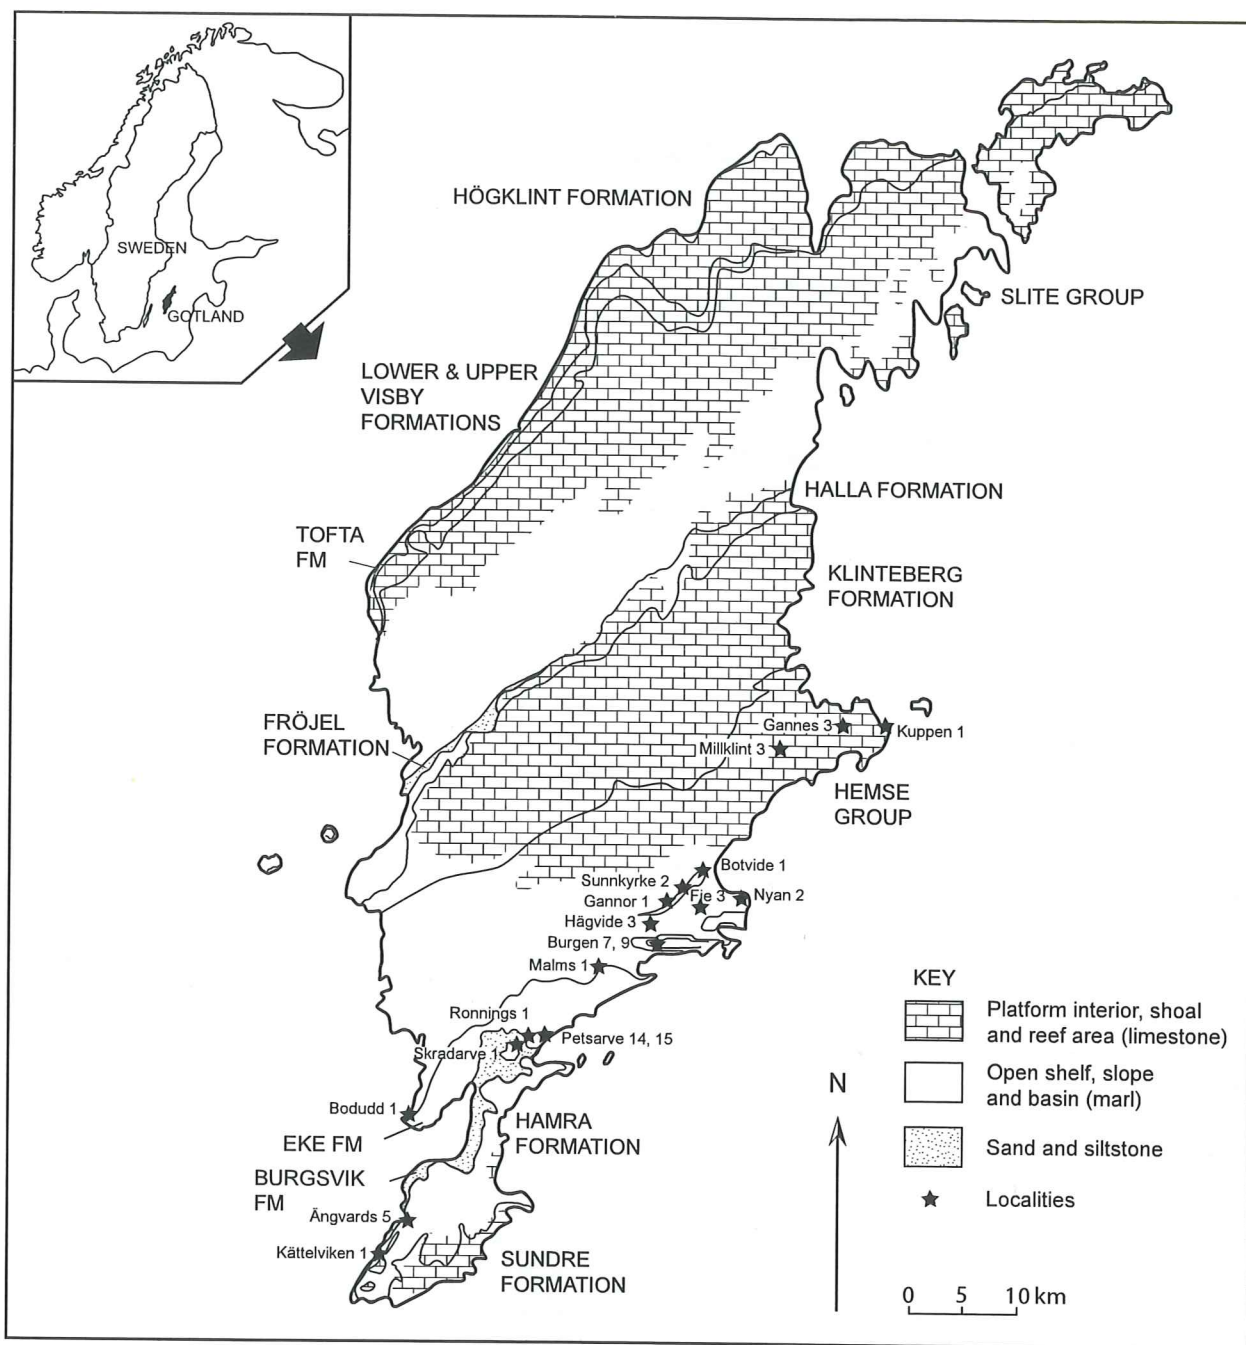 SWEDEN
GOTLAND
HÖGKLINT FORMATION
SLITE GROUP
LOWER & UPPER
VISBY
FORMATIONS
HALLA FORMATION
TOFTA
FM
KLINTEBERG
FORMATION
FRÖJEL
FORMATION
Gannes 3
Kuppen 1
Millklint 3
HEMSE
GROUP
Botvide 1
Sunnkyrke 2
Fie 3
Nyan 2
Gannor 1
Hägvide 3
Burgen 7, 9
Malms 1
Ronnings 1
Petsarve 14, 15
Skradarve 1
Bodudd 1
EKE FM
HAMRA
FORMATION
BURGSVIK
FM
Ängvards 5
Kättelviken 1
SUNDRE
FORMATION
KEY
Platform interior, shoal
and reef area (limestone)
Open shelf, slope
and basin (marl)
Sand and siltstone
Localities
N
0 5 10 km